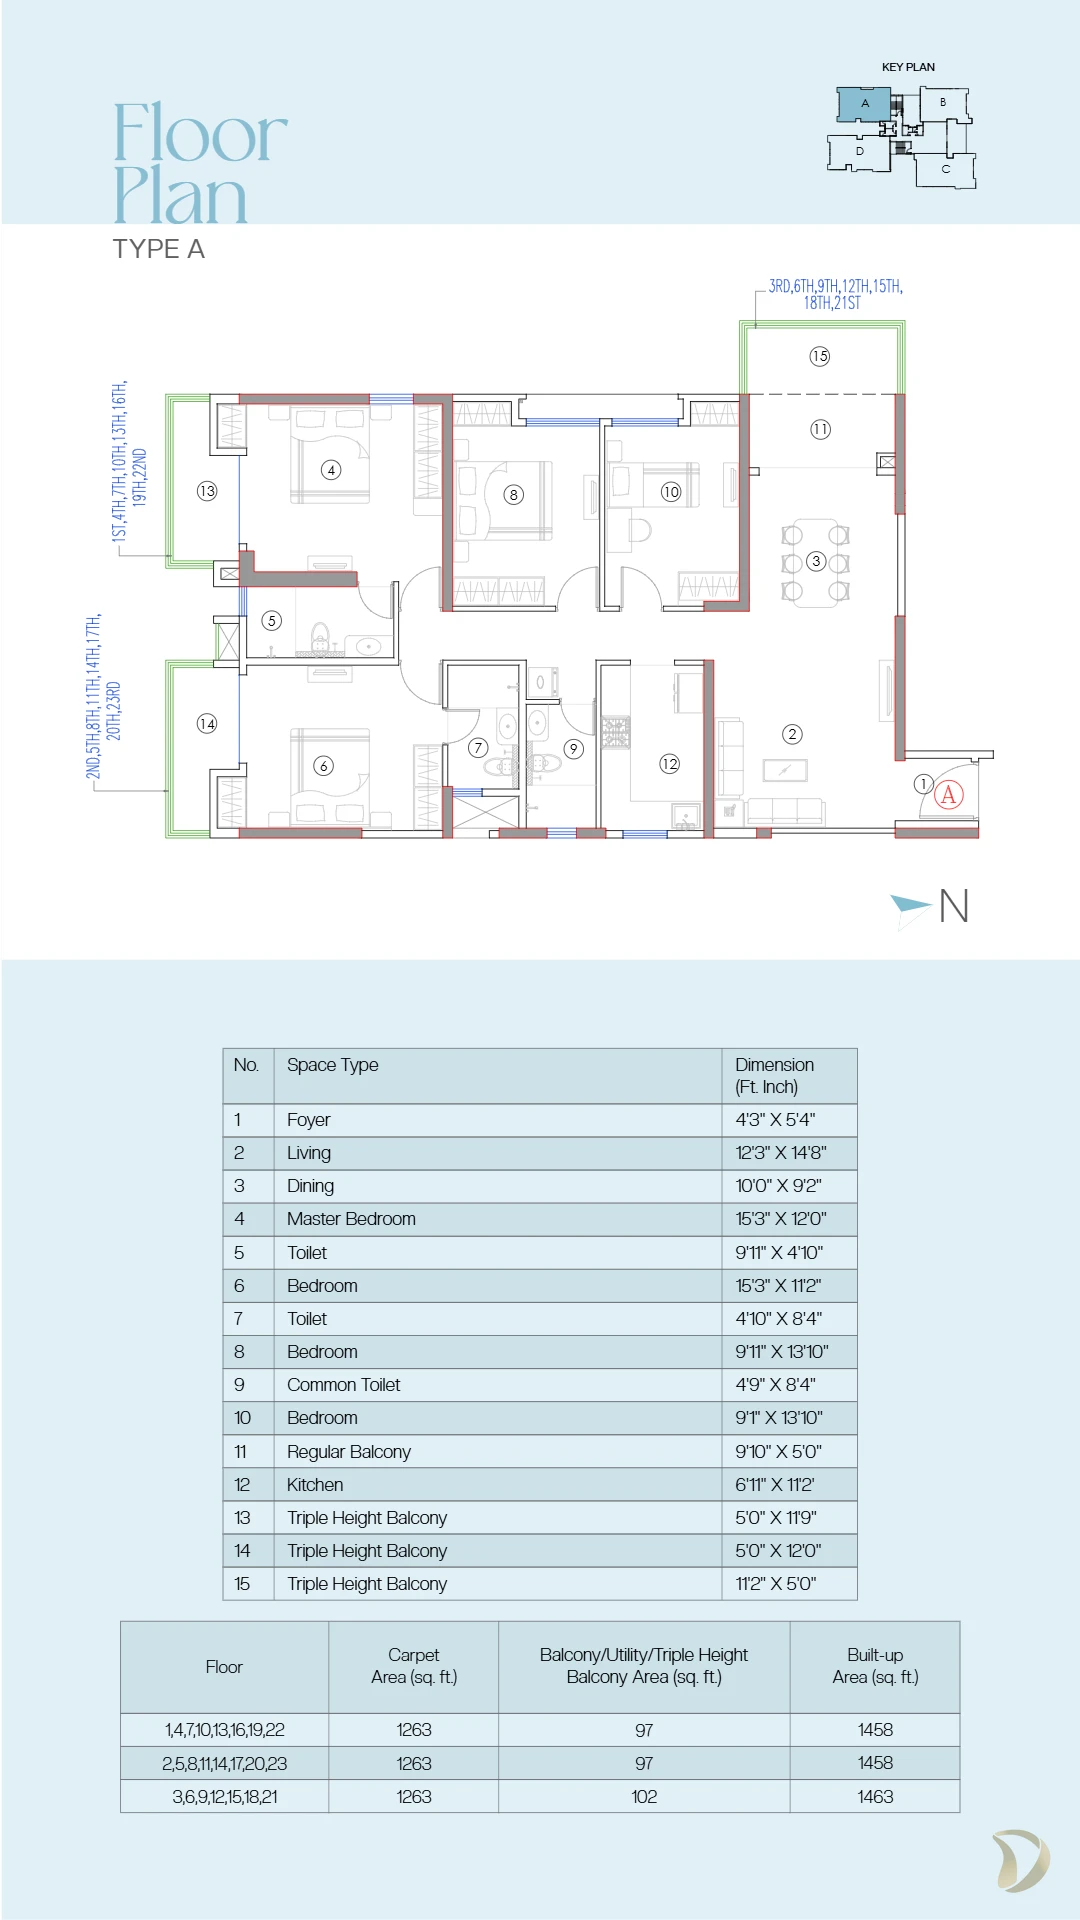 KEY PLAN
A
B
D
C
Floor
Plan
TYPE A
3RD,6TH,9TH,12TH,15TH,
18TH,21ST
1ST,4TH,7TH,10TH,13TH,16TH,
19TH,22ND
2ND,5TH,8TH,11TH,14TH,17TH,
20TH,23RD
15
11
4
13
8
10
3
5
14
6
7
9
12
2
1
A
N
No. Space Type Dimension
(Ft. Inch)
1 Foyer 4'3" X 5'4"
2 Living 12'3" X 14'8"
3 Dining 10'0" X 9'2"
4 Master Bedroom 15'3" X 12'0"
5 Toilet 9'11" X 4'10"
6 Bedroom 15'3" X 11'2"
7 Toilet 4'10" X 8'4"
8 Bedroom 9'11" X 13'10"
9 Common Toilet 4'9" X 8'4"
10 Bedroom 9'1" X 13'10"
11 Regular Balcony 9'10" X 5'0"
12 Kitchen 6'11" X 11'2'
13 Triple Height Balcony 5'0" X 11'9"
14 Triple Height Balcony 5'0" X 12'0"
15 Triple Height Balcony 11'2" X 5'0"
Floor Carpet Balcony/Utility/Triple Height Built-up
Area (sq. ft.) Balcony Area (sq. ft.) Area (sq. ft.)
1,4,7,10,13,16,19,22 1263 97 1458
2,5,8,11,14,17,20,23 1263 97 1458
3,6,9,12,15,18,21 1263 102 1463